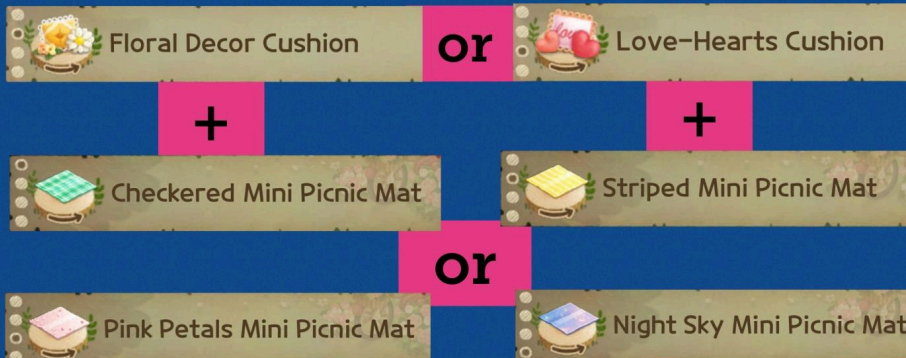 Floral Decor Cushion or Love-Hearts Cushion
+ +
Checkered Mini Picnic Mat Striped Mini Picnic Mat
or
Pink Petals Mini Picnic Mat Night Sky Mini Picnic Mat